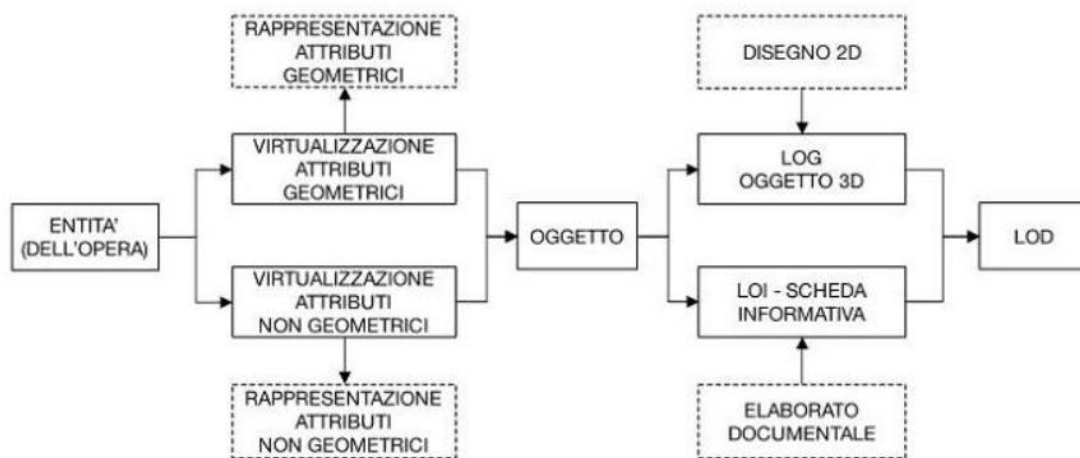 RAPPRESENTAZIONE
ATTRIBUTI
GEOMETRICI
DISEGNO 2D
VIRTUALIZZAZIONE
ATTRIBUTI
GEOMETRICI
LOG
OGGETTO 3D
ENTITA'
(DELL'OPERA)
OGGETTO
LOD
VIRTUALIZZAZIONE
ATTRIBUTI
NON GEOMETRICI
LOI - SCHEDA
INFORMATIVA
RAPPRESENTAZIONE
ATTRIBUTI
NON GEOMETRICI
ELABORATO
DOCUMENTALE